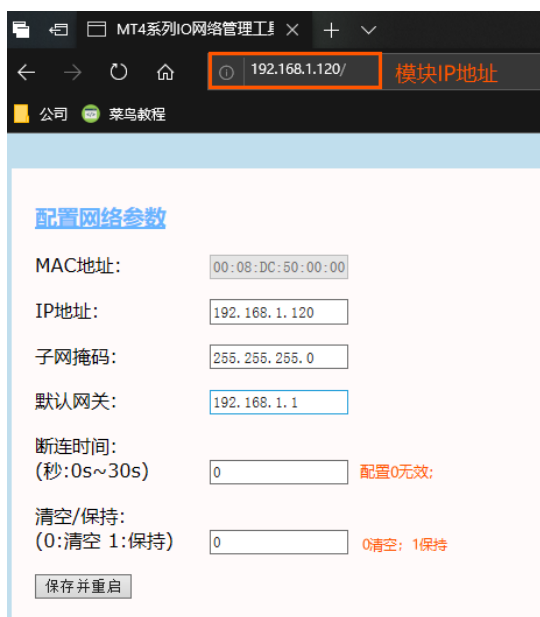 MT4系列IO网络管理工具
192.168.1.120/ 模块IP地址
公司 菜鸟教程
配置网络参数
MAC地址: 00:08:DC:50:00:00
IP地址: 192.168.1.120
子网掩码: 255.255.255.0
默认网关: 192.168.1.1
断连时间:
(秒:0s~30s) 0 配置0无效;
清空/保持:
(0:清空 1:保持) 0 0清空；1保持
保存并重启